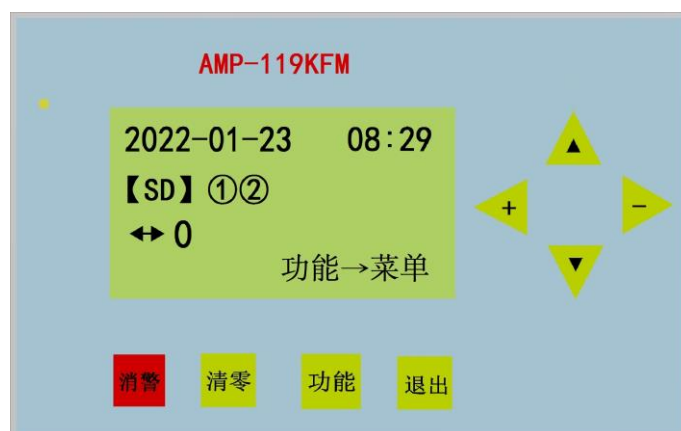 AMP-119KFM
2022-01-23 08:29
【SD】①②
↔ 0
功能→菜单
▲
+ −
▼
消警 清零 功能 退出